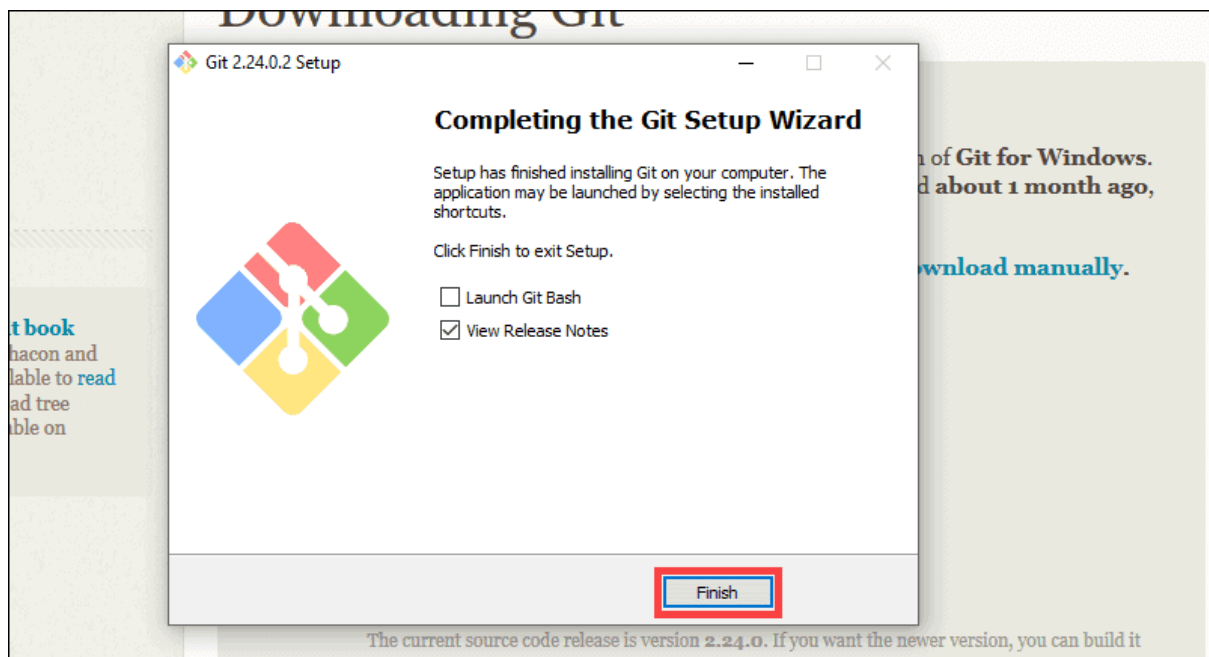 Downloading Git
Git 2.24.0.2 Setup
Completing the Git Setup Wizard
Setup has finished installing Git on your computer. The
application may be launched by selecting the installed
shortcuts.
Click Finish to exit Setup.
Launch Git Bash
View Release Notes
Finish
of Git for Windows.
d about 1 month ago,
ownload manually.
t book
hacon and
lable to read
ad tree
able on
The current source code release is version 2.24.0. If you want the newer version, you can build it